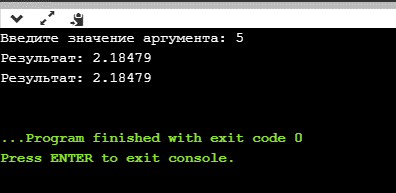 Введите значение аргумента: 5
Результат: 2.18479
Результат: 2.18479
...Program finished with exit code 0
Press ENTER to exit console.